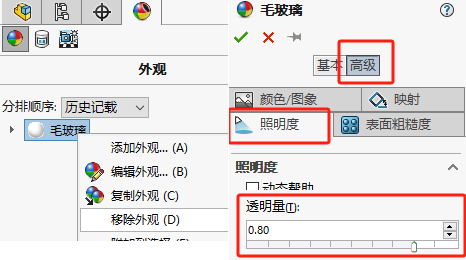 外观
分排顺序:
历史记载
毛玻璃
添加外观... (A)
编辑外观... (B)
复制外观 (C)
移除外观 (D)
毛玻璃
基本
高级
颜色/图象
映射
照明度
表面粗糙度
照明度
动态帮助
透明量(T):
0.80